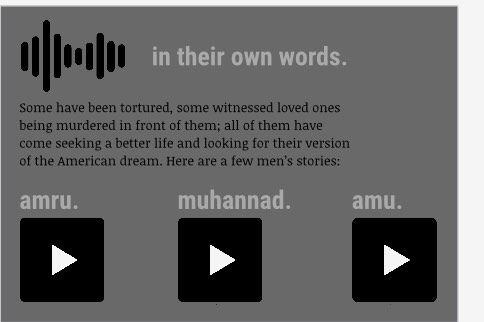 in their own words.
Some have been tortured, some witnessed loved ones
being murdered in front of them; all of them have
come seeking a better life and looking for their version
of the American dream. Here are a few men's stories:
amru. muhannad. amu.